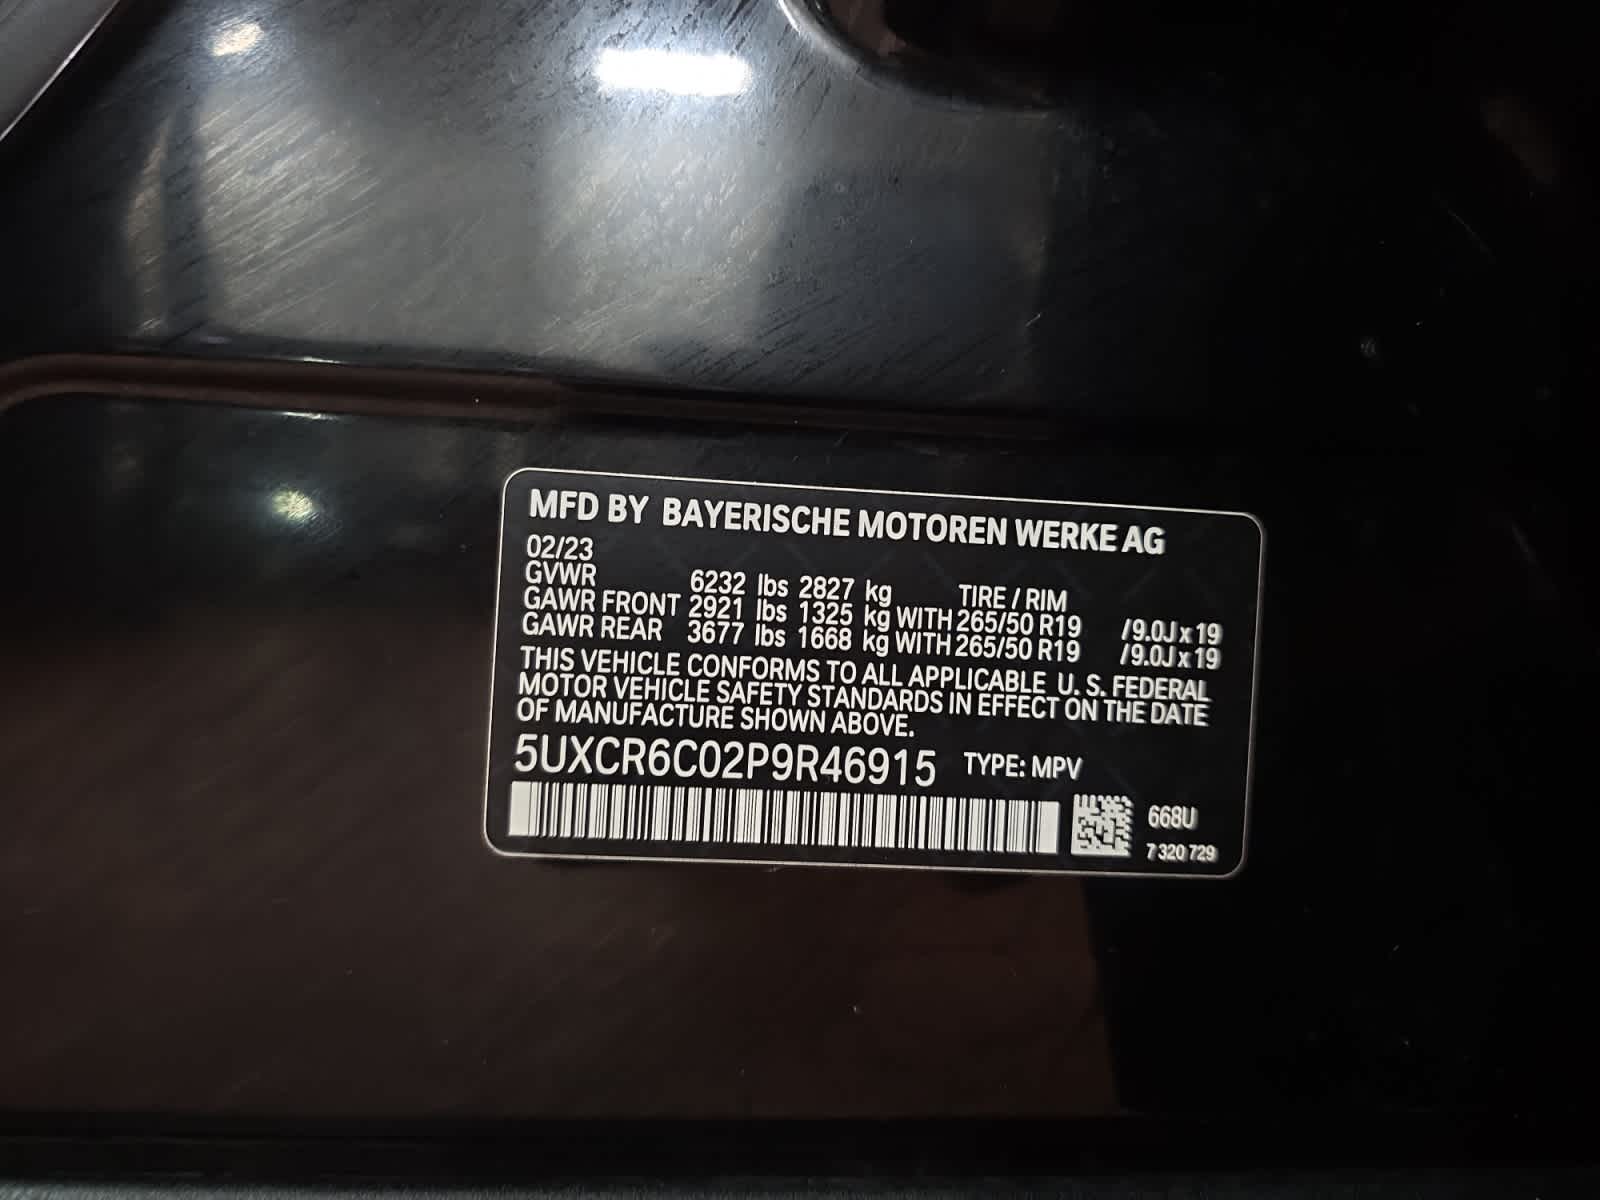 MFD BY BAYERISCHE MOTOREN WERKE AG
02/23
GVWR 6232 lbs 2827 kg TIRE / RIM
GAWR FRONT 2921 lbs 1325 kg WITH 265/50 R19 /9.0J x 19
GAWR REAR 3677 lbs 1668 kg WITH 265/50 R19 /9.0J x 19
THIS VEHICLE CONFORMS TO ALL APPLICABLE U. S. FEDERAL
MOTOR VEHICLE SAFETY STANDARDS IN EFFECT ON THE DATE
OF MANUFACTURE SHOWN ABOVE.
5UXCR6C02P9R46915 TYPE: MPV
668U
7 320 729